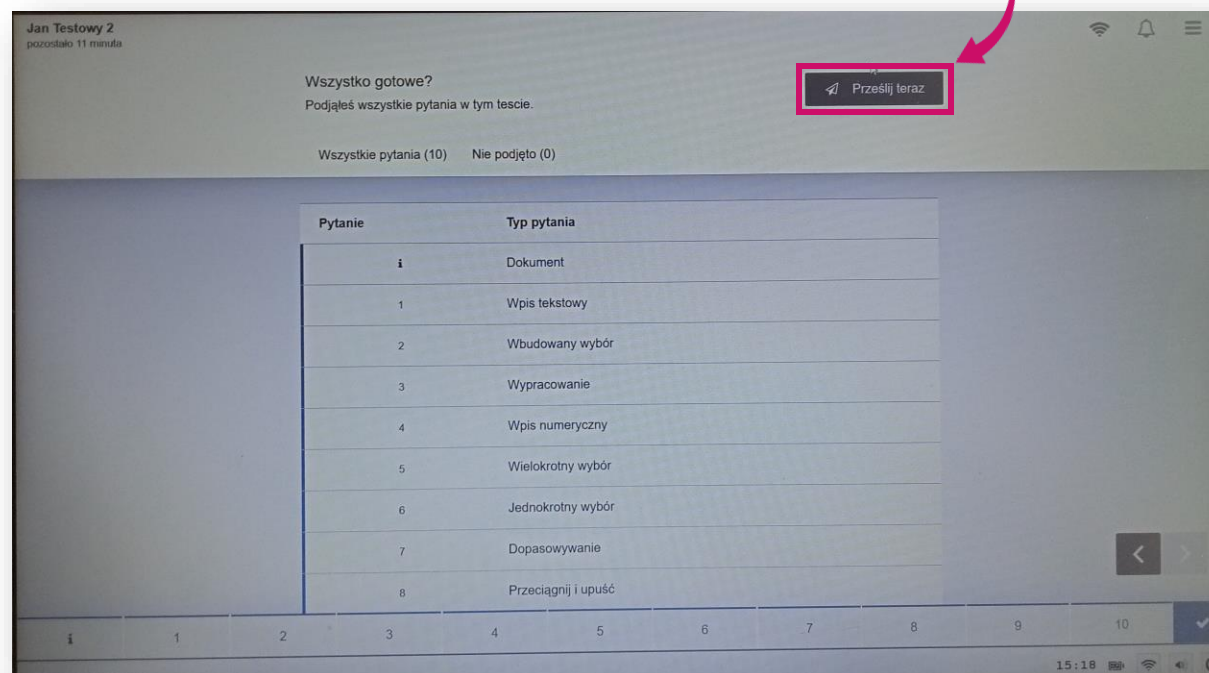 Jan Testowy 2
pozostało 11 minuta
Wszystko gotowe?
Podjąłeś wszystkie pytania w tym tescie.
Prześlij teraz
Wszystkie pytania (10) Nie podjęto (0)
Pytanie Typ pytania
i Dokument
1 Wpis tekstowy
2 Wbudowany wybór
3 Wypracowanie
4 Wpis numeryczny
5 Wielokrotny wybór
6 Jednokrotny wybór
7 Dopasowywanie
8 Przeciągnij i upuść
i 1 2 3 4 5 6 7 8 9 10
15:18